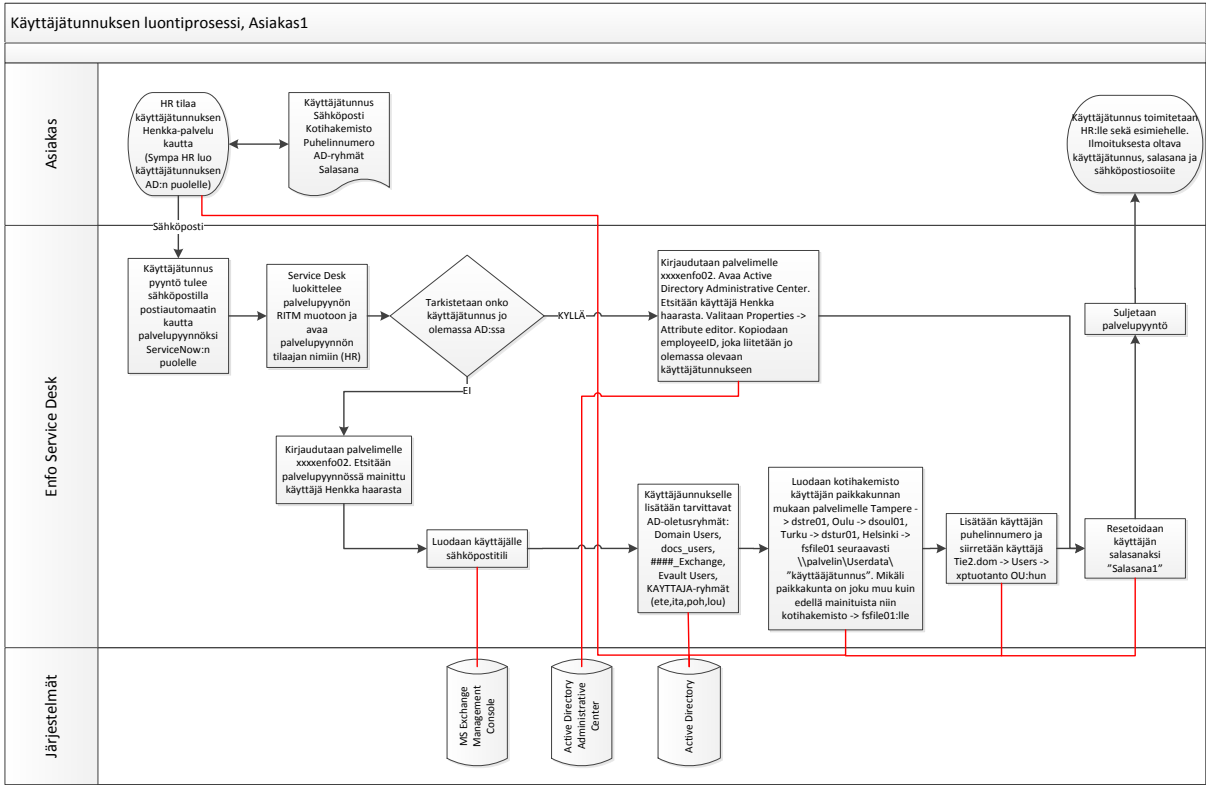 Käyttäjätunnuksen luontiprosessi, Asiakas1
Asiakas
HR tilaa
käyttäjätunnuksen
Henkka-palvelu
kautta
(Sympa HR luo
käyttäjätunnuksen
AD:n puolelle)
Käyttäjätunnus
Sähköposti
Kotihakemisto
Puhelinnumero
AD-ryhmät
Salasana
Käyttäjätunnus toimitetaan
HR:lle sekä esimiehelle.
Ilmoituksesta oltava
käyttäjätunnus, salasana ja
sähköpostiosoiite
Sähköposti
Enfo Service Desk
Käyttäjätunnus
pyyntö tulee
sähköpostilla
postiautomaatin
kautta
palvelupyynnöksi
ServiceNow:n
puolelle
Service Desk
luokittelee
palvelupyynön
RITM muotoon ja
avaa
palvelupyynnön
tilaajan nimiin (HR)
Tarkistetaan onko
käyttäjätunnus jo
olemassa AD:ssa
KYLLÄ
EI
Kirjaudutaan palvelimelle
xxxxenfo02. Avaa Active
Directory Administrative Center.
Etsitään käyttäjä Henkka
haarasta. Valitaan Properties ->
Attribute editor. Kopiodaan
employeeID, joka liitetään jo
olemassa olevaan
käyttäjätunnukseen
Suljetaan
palvelupyyntö
Kirjaudutaan palvelimelle
xxxxenfo02. Etsitään
palvelupyynnössä mainittu
käyttäjä Henkka haarasta
Luodaan käyttäjälle
sähköpostitili
Käyttäjäunnukselle
lisätään tarvittavat
AD-oletusryhmät:
Domain Users,
docs_users,
####_Exchange,
Evault Users,
KAYTTAJA-ryhmät
(ete,ita,poh,lou)
Luodaan kotihakemisto
käyttäjän paikkakunnan
mukaan palvelimelle Tampere -
> dstre01, Oulu -> dsoul01,
Turku -> dstur01, Helsinki ->
fsfile01 seuraavasti
\\palvelin\Userdata\
”käyttääjätunnus”. Mikäli
paikkakunta on joku muu kuin
edellä mainituista niin
kotihakemisto -> fsfile01:lle
Lisätään käyttäjän
puhelinnumero ja
siirretään käyttäjä
Tie2.dom -> Users ->
xptuotanto OU:hun
Resetoidaan
käyttäjän
salasanaksi
”Salasana1”
Järjestelmät
MS Exchange
Management
Console
Active Directory
Administrative
Center
Active Directory